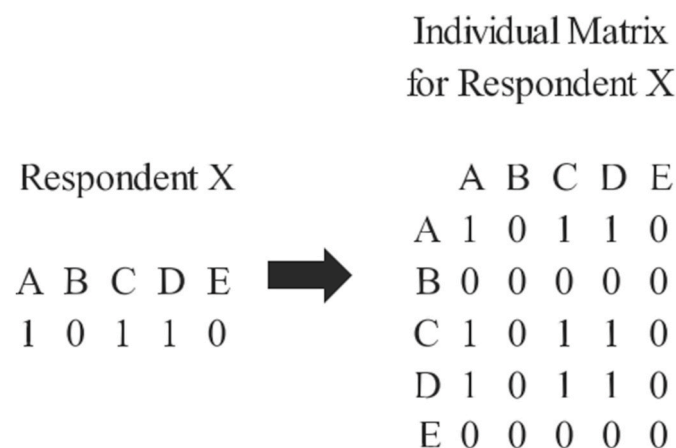 Individual Matrix
for Respondent X
Respondent X
A B C D E
1 0 1 1 0
A B C D E
A 1 0 1 1 0
B 0 0 0 0 0
C 1 0 1 1 0
D 1 0 1 1 0
E 0 0 0 0 0